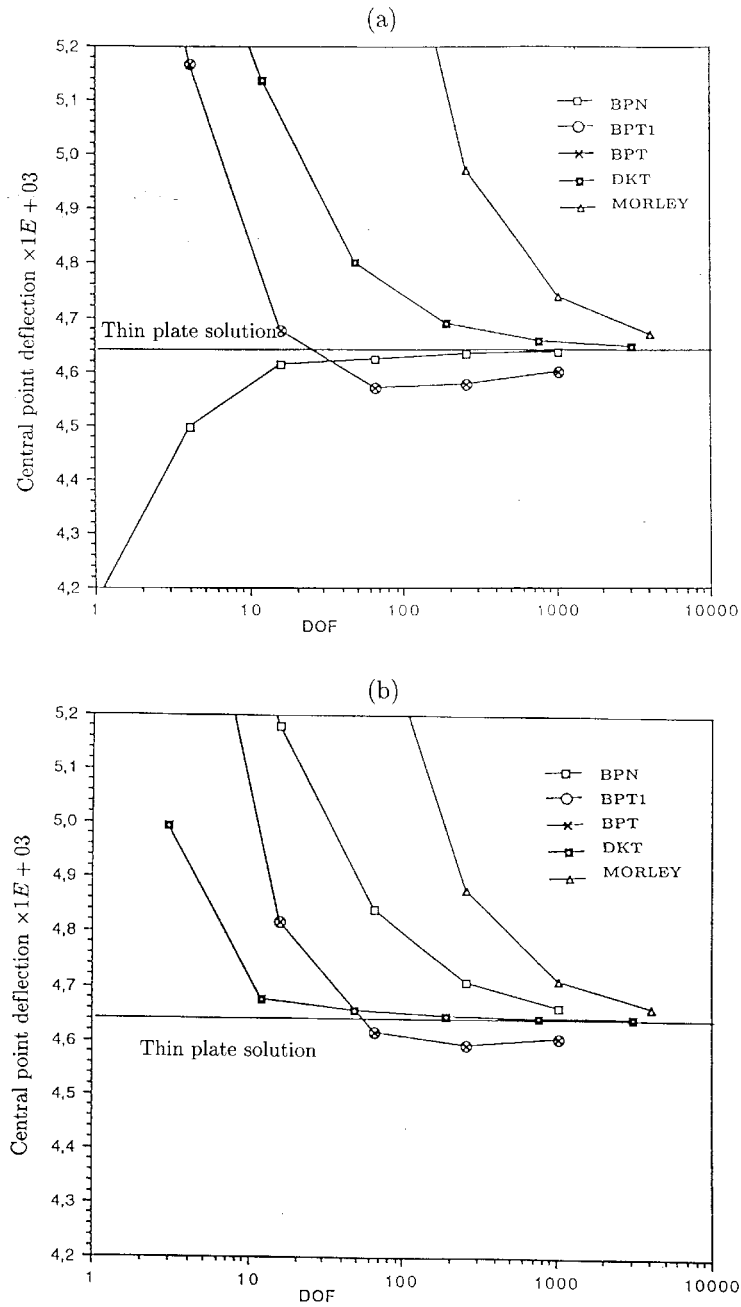 (a)
5,2
5,1
5,0
4,9
4,8
4,7
4,6
4,5
4,4
4,3
4,2
Central point deflection ×1E + 03
BPN
BPT1
BPT
DKT
MORLEY
Thin plate solution
1
10
100
1000
10000
DOF
(b)
5,2
5,1
5,0
4,9
4,8
4,7
4,6
4,5
4,4
4,3
4,2
Central point deflection ×1E + 03
BPN
BPT1
BPT
DKT
MORLEY
Thin plate solution
1
10
100
1000
10000
DOF